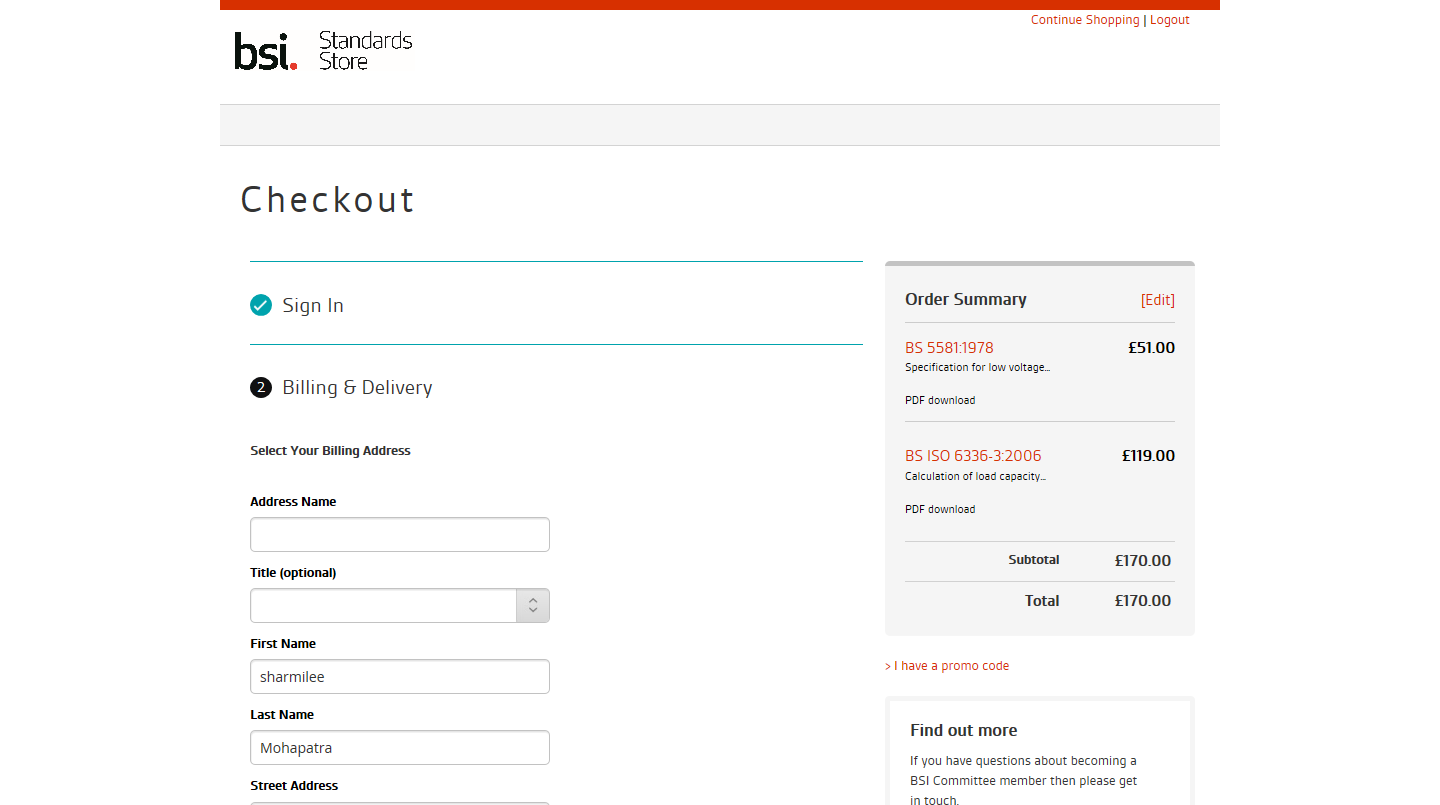 Continue Shopping | Logout
bsi. Standards
Store
Checkout
Sign In
2 Billing & Delivery
Select Your Billing Address
Address Name
Title (optional)
First Name
sharmilee
Last Name
Mohapatra
Street Address
Order Summary [Edit]
BS 5581:1978 £51.00
Specification for low voltage...
PDF download
BS ISO 6336-3:2006 £119.00
Calculation of load capacity...
PDF download
Subtotal £170.00
Total £170.00
> I have a promo code
Find out more
If you have questions about becoming a
BSI Committee member then please get
in touch.